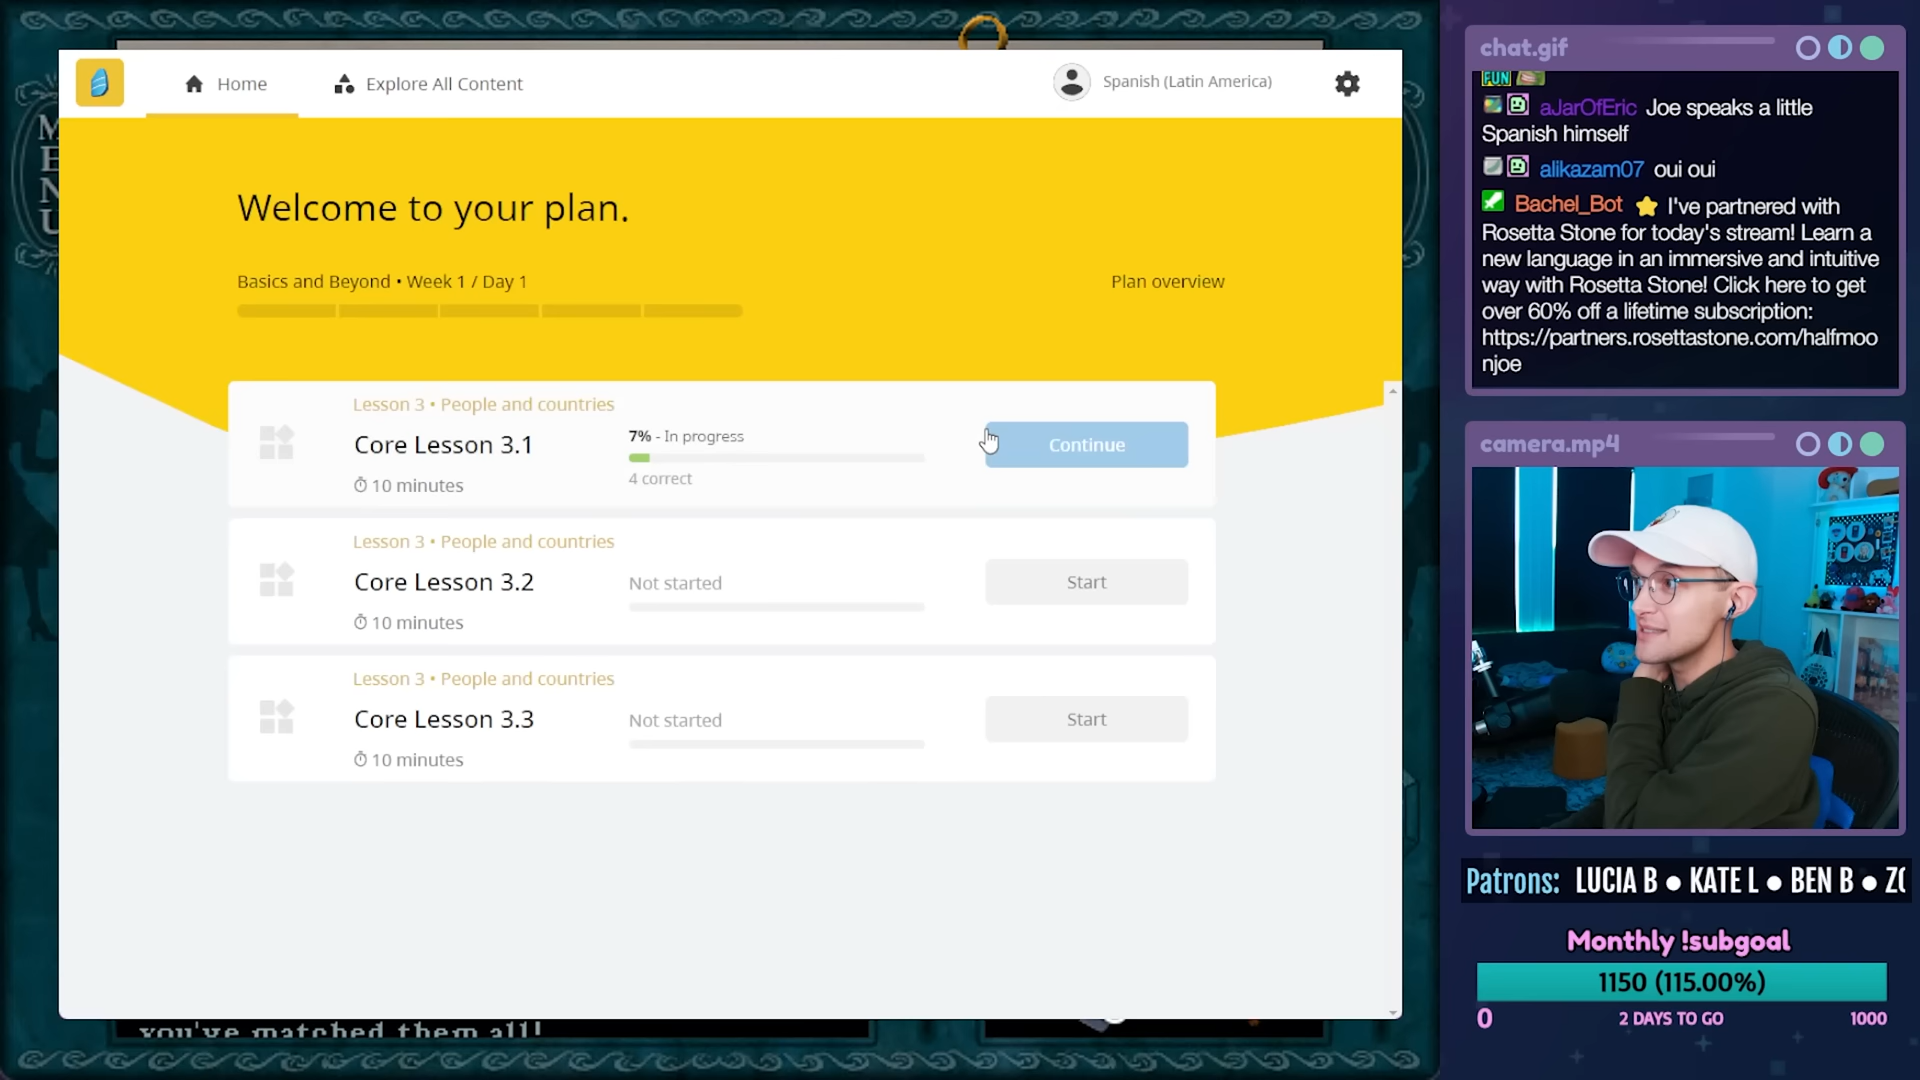 Home
Explore All Content
Spanish (Latin America)
Welcome to your plan.
Basics and Beyond • Week 1 / Day 1
Plan overview
Lesson 3 • People and countries
Core Lesson 3.1
10 minutes
7% - In progress
4 correct
Continue
Lesson 3 • People and countries
Core Lesson 3.2
10 minutes
Not started
Start
Lesson 3 • People and countries
Core Lesson 3.3
10 minutes
Not started
Start
you've matched them all!
chat.gif
FUN
aJarOfEric Joe speaks a little
Spanish himself
alikazam07 oui oui
Bachel_Bot I've partnered with
Rosetta Stone for today's stream! Learn a
new language in an immersive and intuitive
way with Rosetta Stone! Click here to get
over 60% off a lifetime subscription:
https://partners.rosettastone.com/halfmoo
njoe
camera.mp4
Patrons: LUCIA B ● KATE L ● BEN B ●
Monthly !subgoal
1150 (115.00%)
0
2 DAYS TO GO
1000